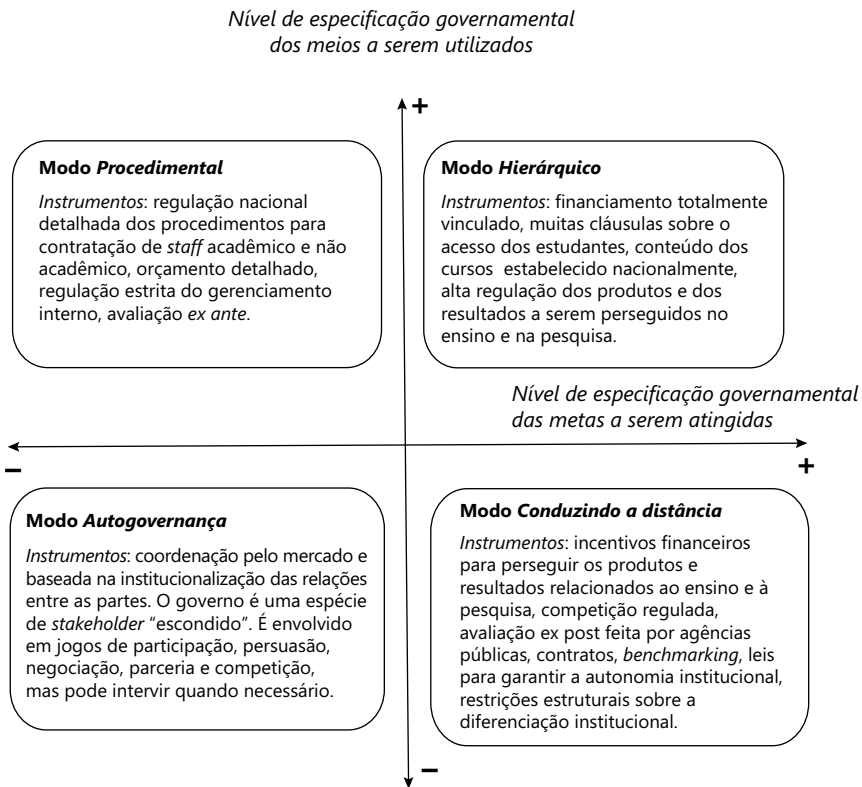 Nível de especificação governamental
dos meios a serem utilizados
+
Modo Procedimental
Instrumentos: regulação nacional
detalhada dos procedimentos para
contratação de staff acadêmico e não
acadêmico, orçamento detalhado,
regulação estrita do gerenciamento
interno, avaliação ex ante.
Modo Hierárquico
Instrumentos: financiamento totalmente
vinculado, muitas cláusulas sobre o
acesso dos estudantes, conteúdo dos
cursos estabelecido nacionalmente,
alta regulação dos produtos e dos
resultados a serem perseguidos no
ensino e na pesquisa.
Nível de especificação governamental
das metas a serem atingidas
–
+
Modo Autogovernança
Instrumentos: coordenação pelo mercado e
baseada na institucionalização das relações
entre as partes. O governo é uma espécie
de stakeholder “escondido”. É envolvido
em jogos de participação, persuasão,
negociação, parceria e competição,
mas pode intervir quando necessário.
Modo Conduzindo a distância
Instrumentos: incentivos financeiros
para perseguir os produtos e
resultados relacionados ao ensino e à
pesquisa, competição regulada,
avaliação ex post feita por agências
públicas, contratos, benchmarking, leis
para garantir a autonomia institucional,
restrições estruturais sobre a
diferenciação institucional.
–